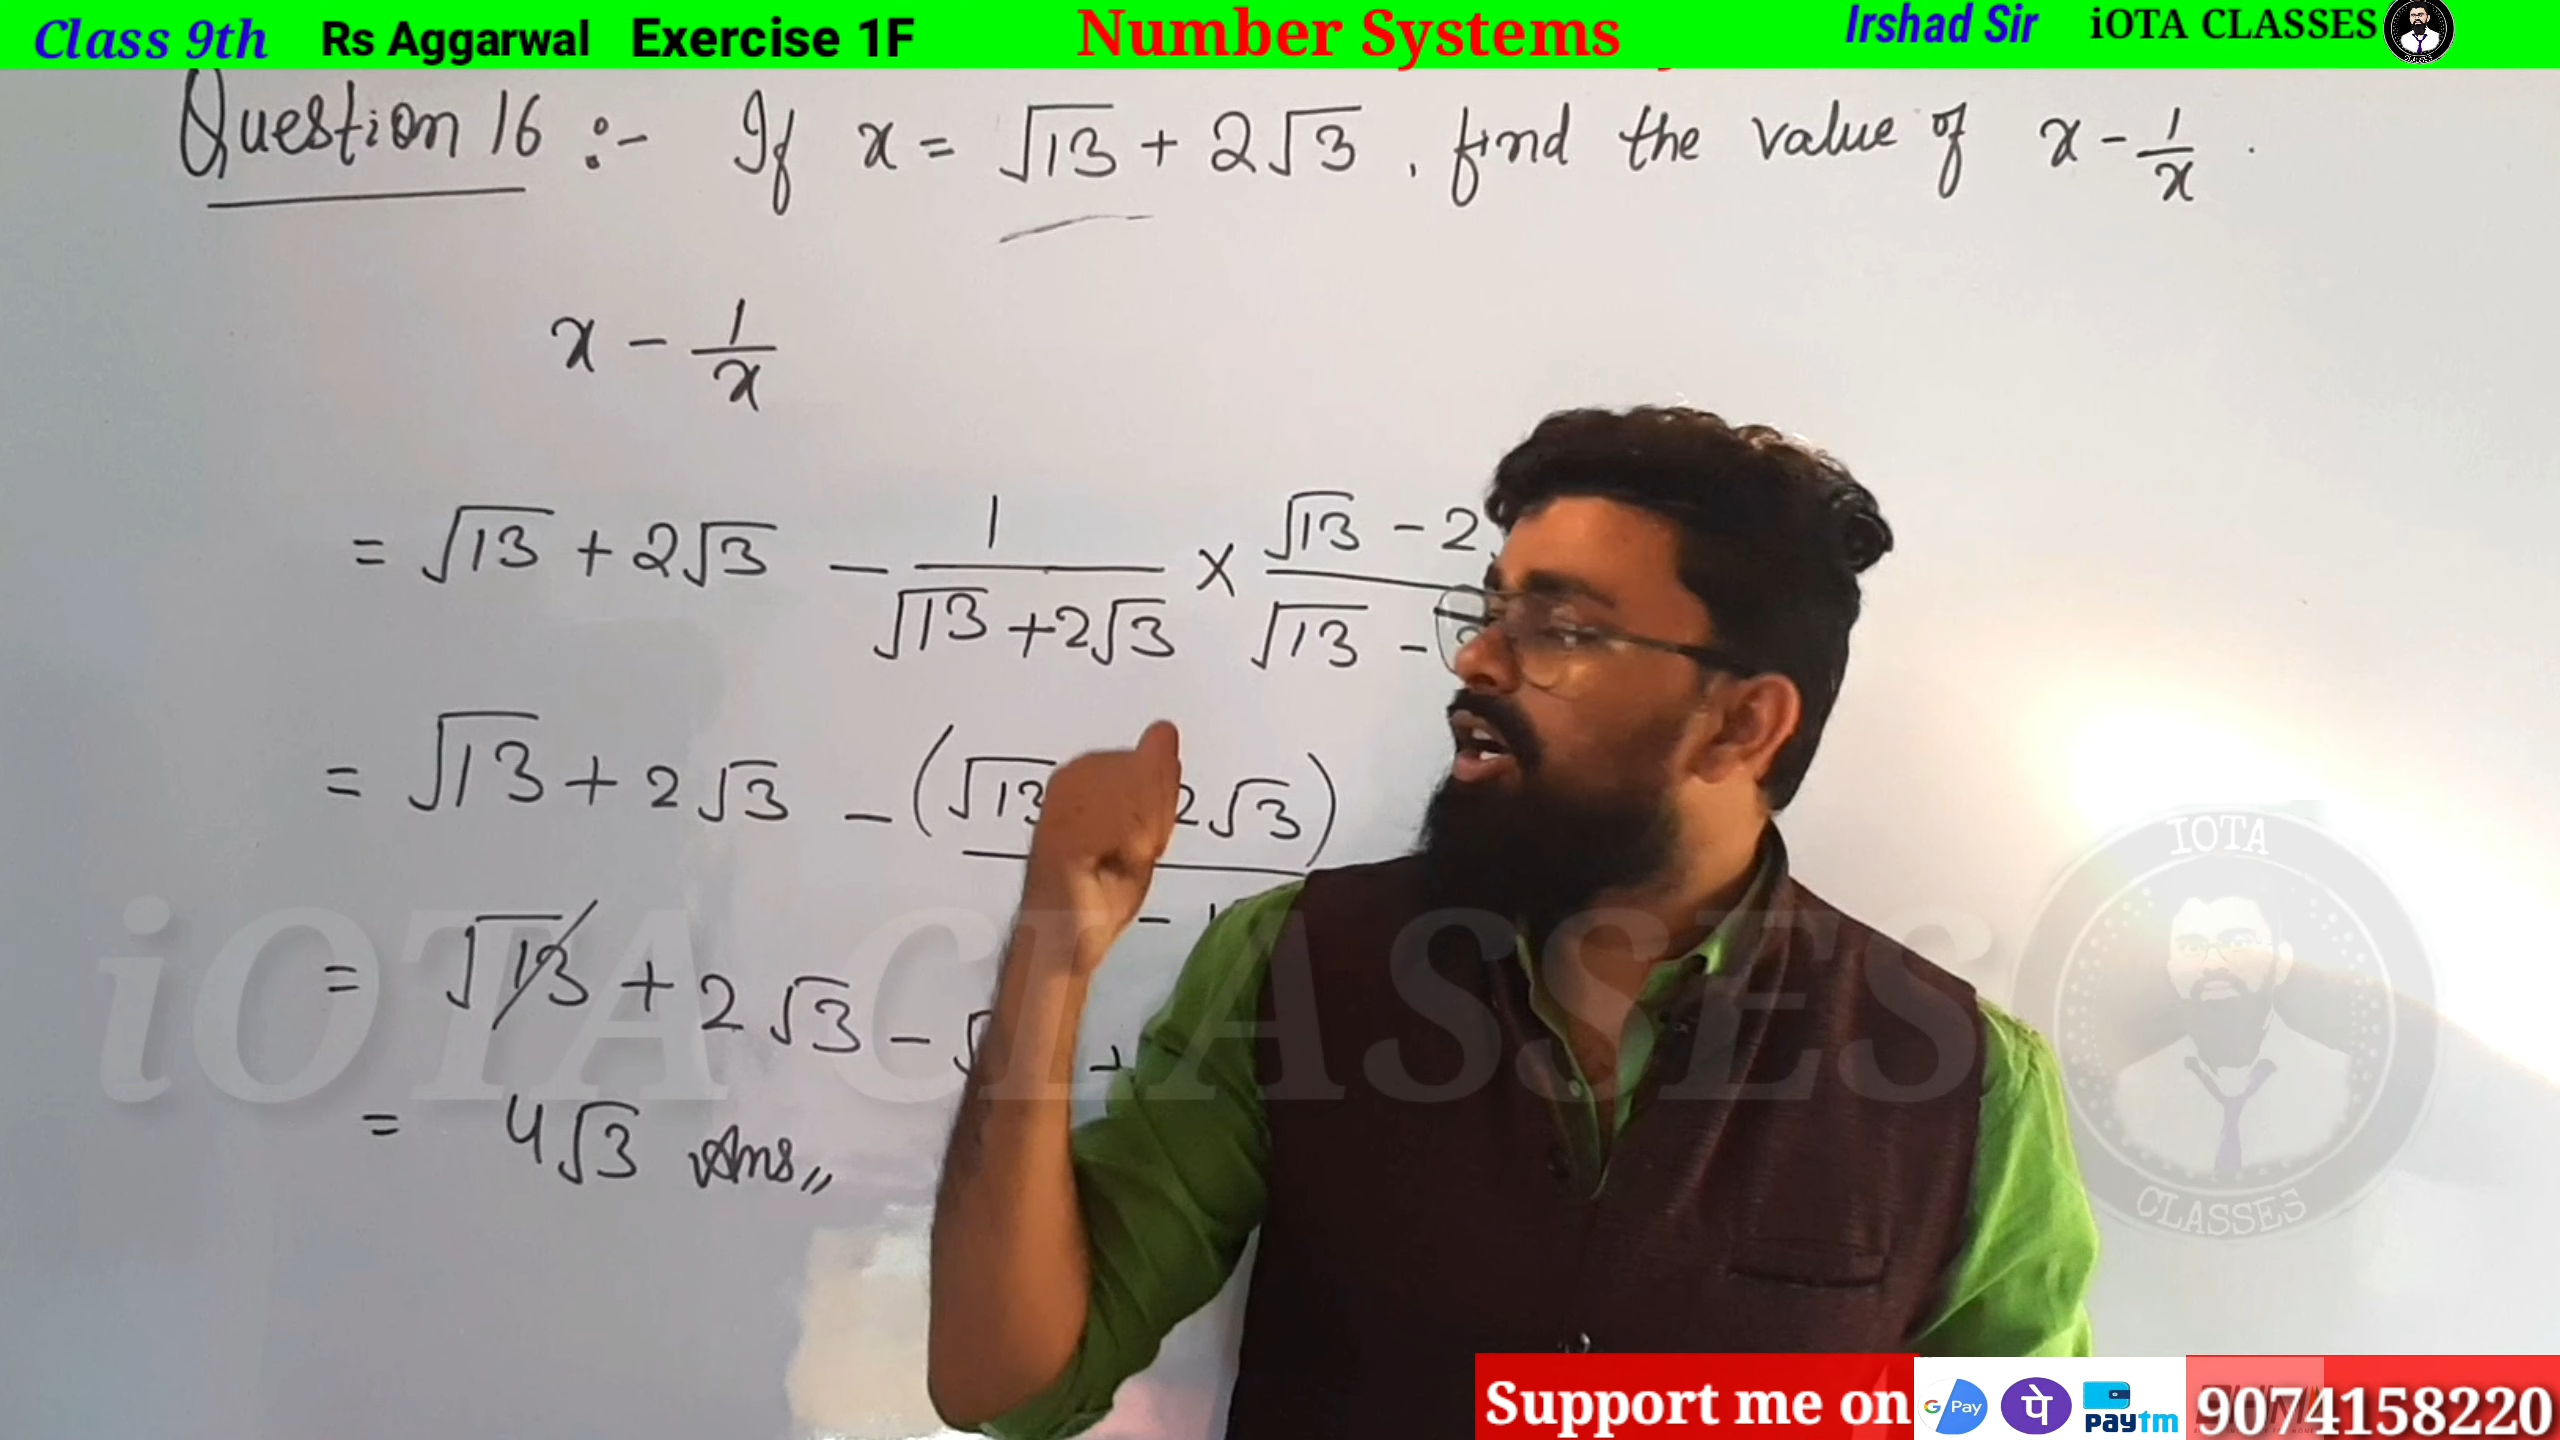 Class 9th Rs Aggarwal Exercise 1F Number Systems Irshad Sir iOTA CLASSES
Question 16 :- If x = √13 + 2√3 , find the value of x - 1/x .
x - 1/x
= √13 + 2√3 - 1/(√13 + 2√3) × (√13 - 2)/(√13 -
= √13 + 2√3 - (√13 2√3)
= √13 + 2√3 - √ +
= 4√3 Ans,,
iOTA CLASSES
IOTA
CLASSES
Support me on G Pay पे paytm 9074158220